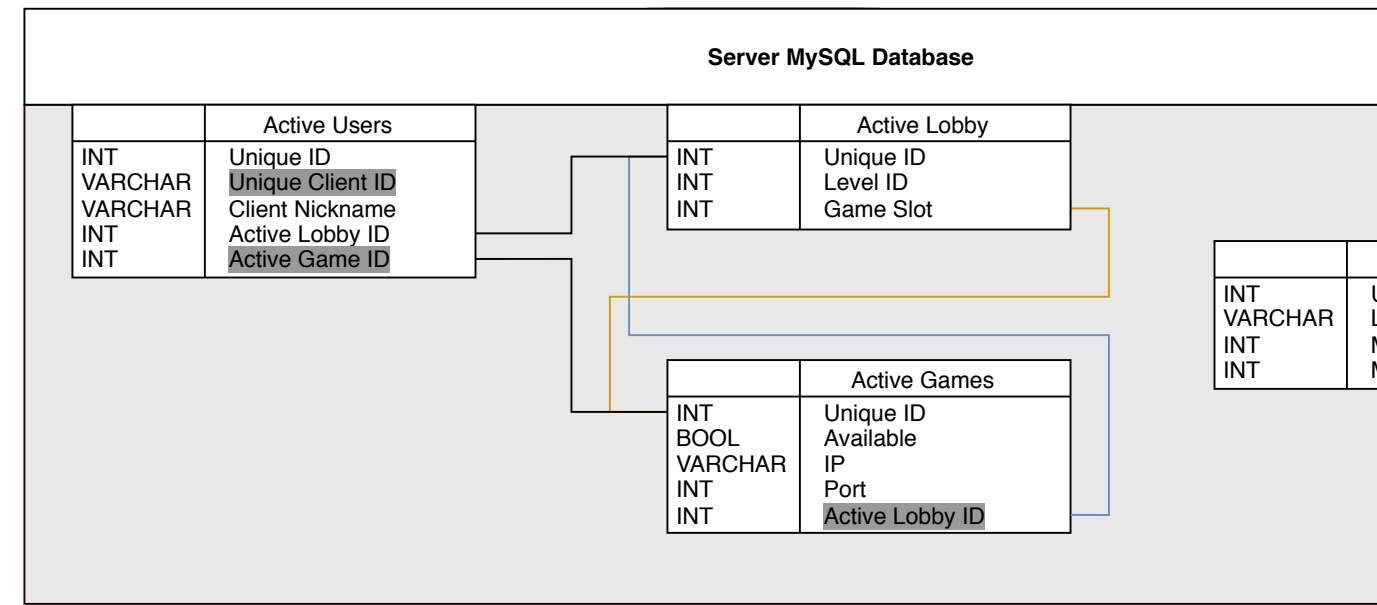 Server MySQL Database
Active Users
INT Unique ID
VARCHAR Unique Client ID
VARCHAR Client Nickname
INT Active Lobby ID
INT Active Game ID
Active Lobby
INT Unique ID
INT Level ID
INT Game Slot
Active Games
INT Unique ID
BOOL Available
VARCHAR IP
INT Port
INT Active Lobby ID
INT
VARCHAR
INT
INT